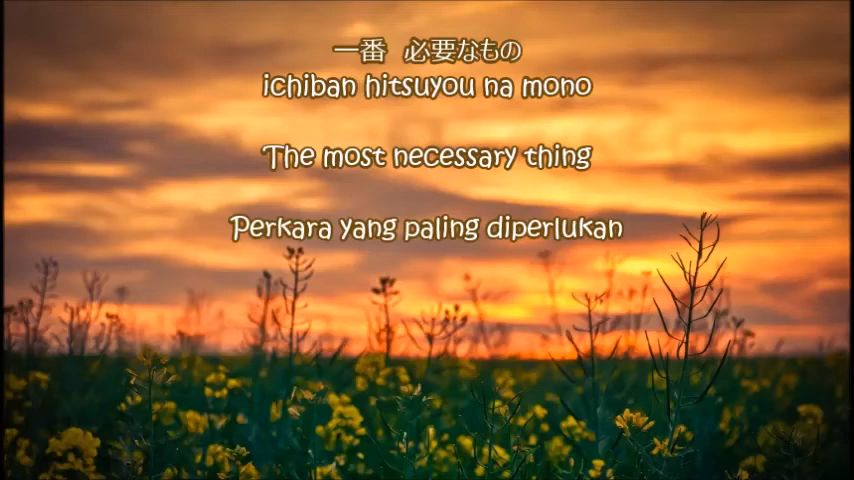 一番　必要なもの
ichiban hitsuyou na mono
The most necessary thing
Perkara yang paling diperlukan